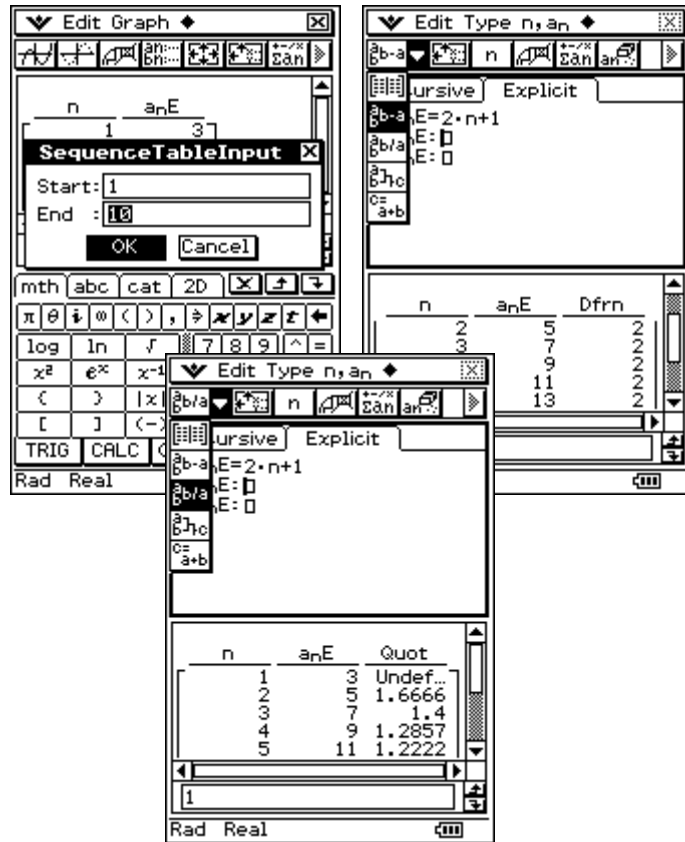 Edit Graph
n anE
1 3
SequenceTableInput
Start: 1
End : 10
OK Cancel
mth abc cat 2D
π θ i ∞ ( ) , ⇒ x y z t ←
log ln √ 7 8 9 ^ =
x² eˣ x⁻¹
|x|
[ ] (-)
TRIG CALC
Rad Real
Edit Type n,an
n Σan
ursive Explicit
E=2·n+1
E:
E:
n anE Dfrn
2 5 2
3 7 2
9 2
11 2
13 2
Edit Type n,an
b/a n Σan
ursive Explicit
b-a E=2·n+1
b/a E:
E:
c=
a+b
n anE Quot
1 3 Undef...
2 5 1.6666
3 7 1.4
4 9 1.2857
5 11 1.2222
1
Rad Real